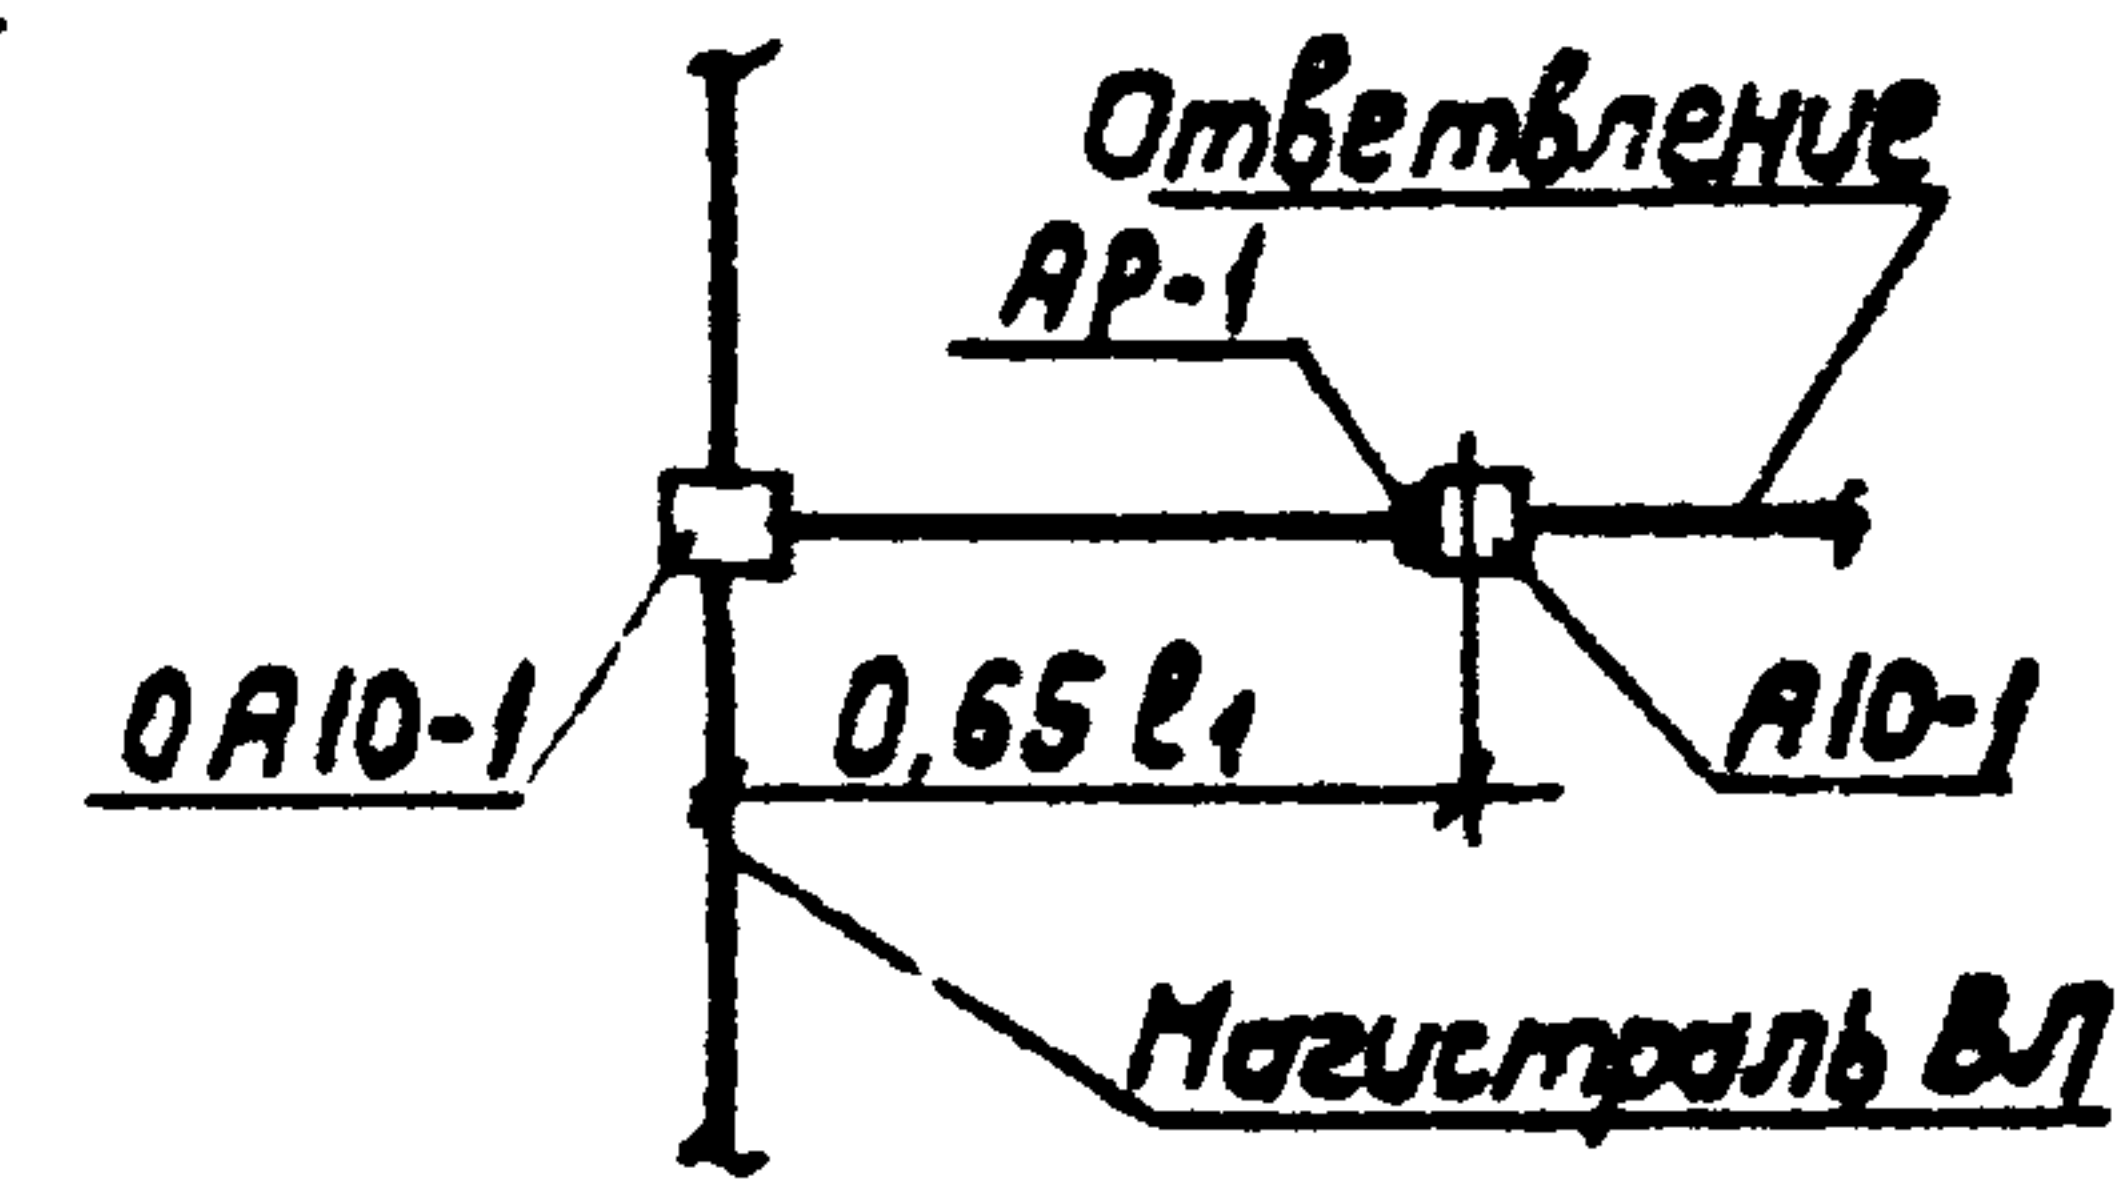 Ответвление
АР-1
ОА10-1
0,65 ℓ1
А10-1
Магистраль ВЛ